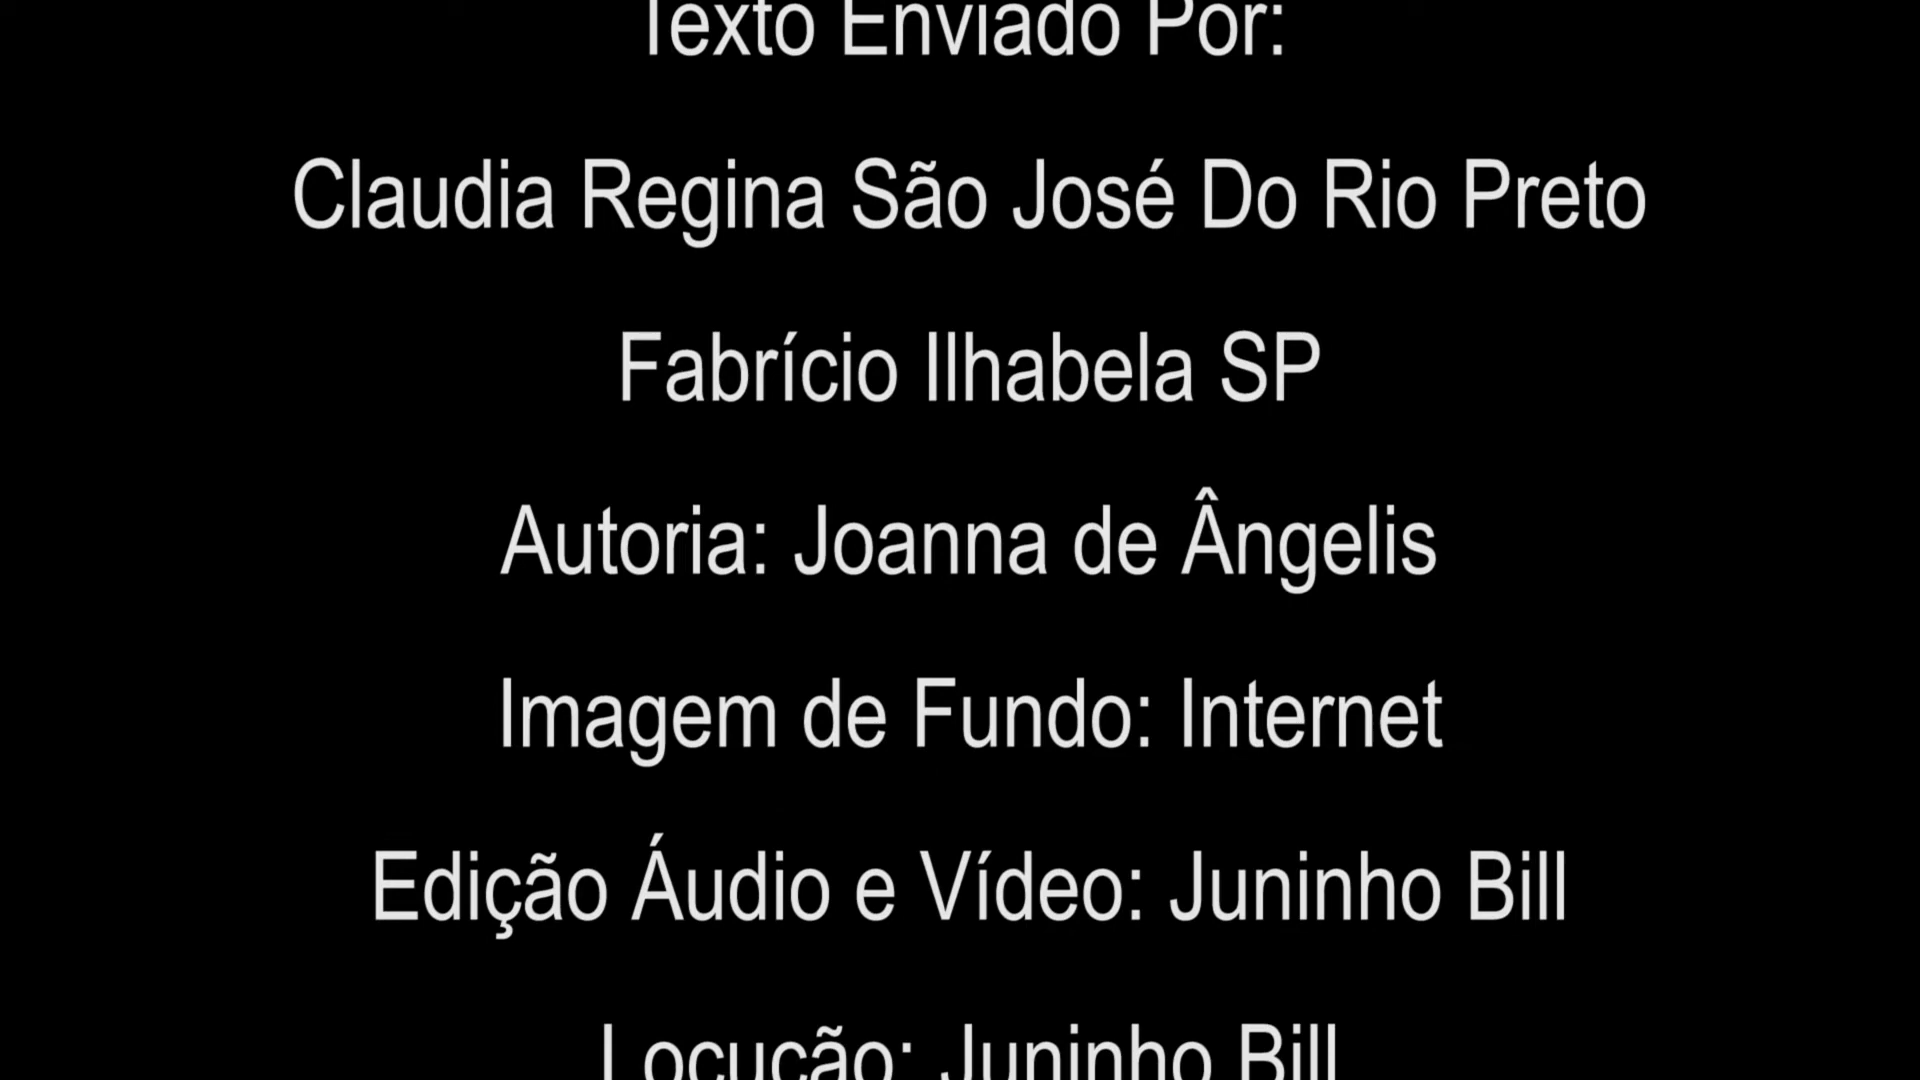 Texto Enviado Por:
Claudia Regina São José Do Rio Preto
Fabrício Ilhabela SP
Autoria: Joanna de Ângelis
Imagem de Fundo: Internet
Edição Áudio e Vídeo: Juninho Bill
Locução: Juninho Bill